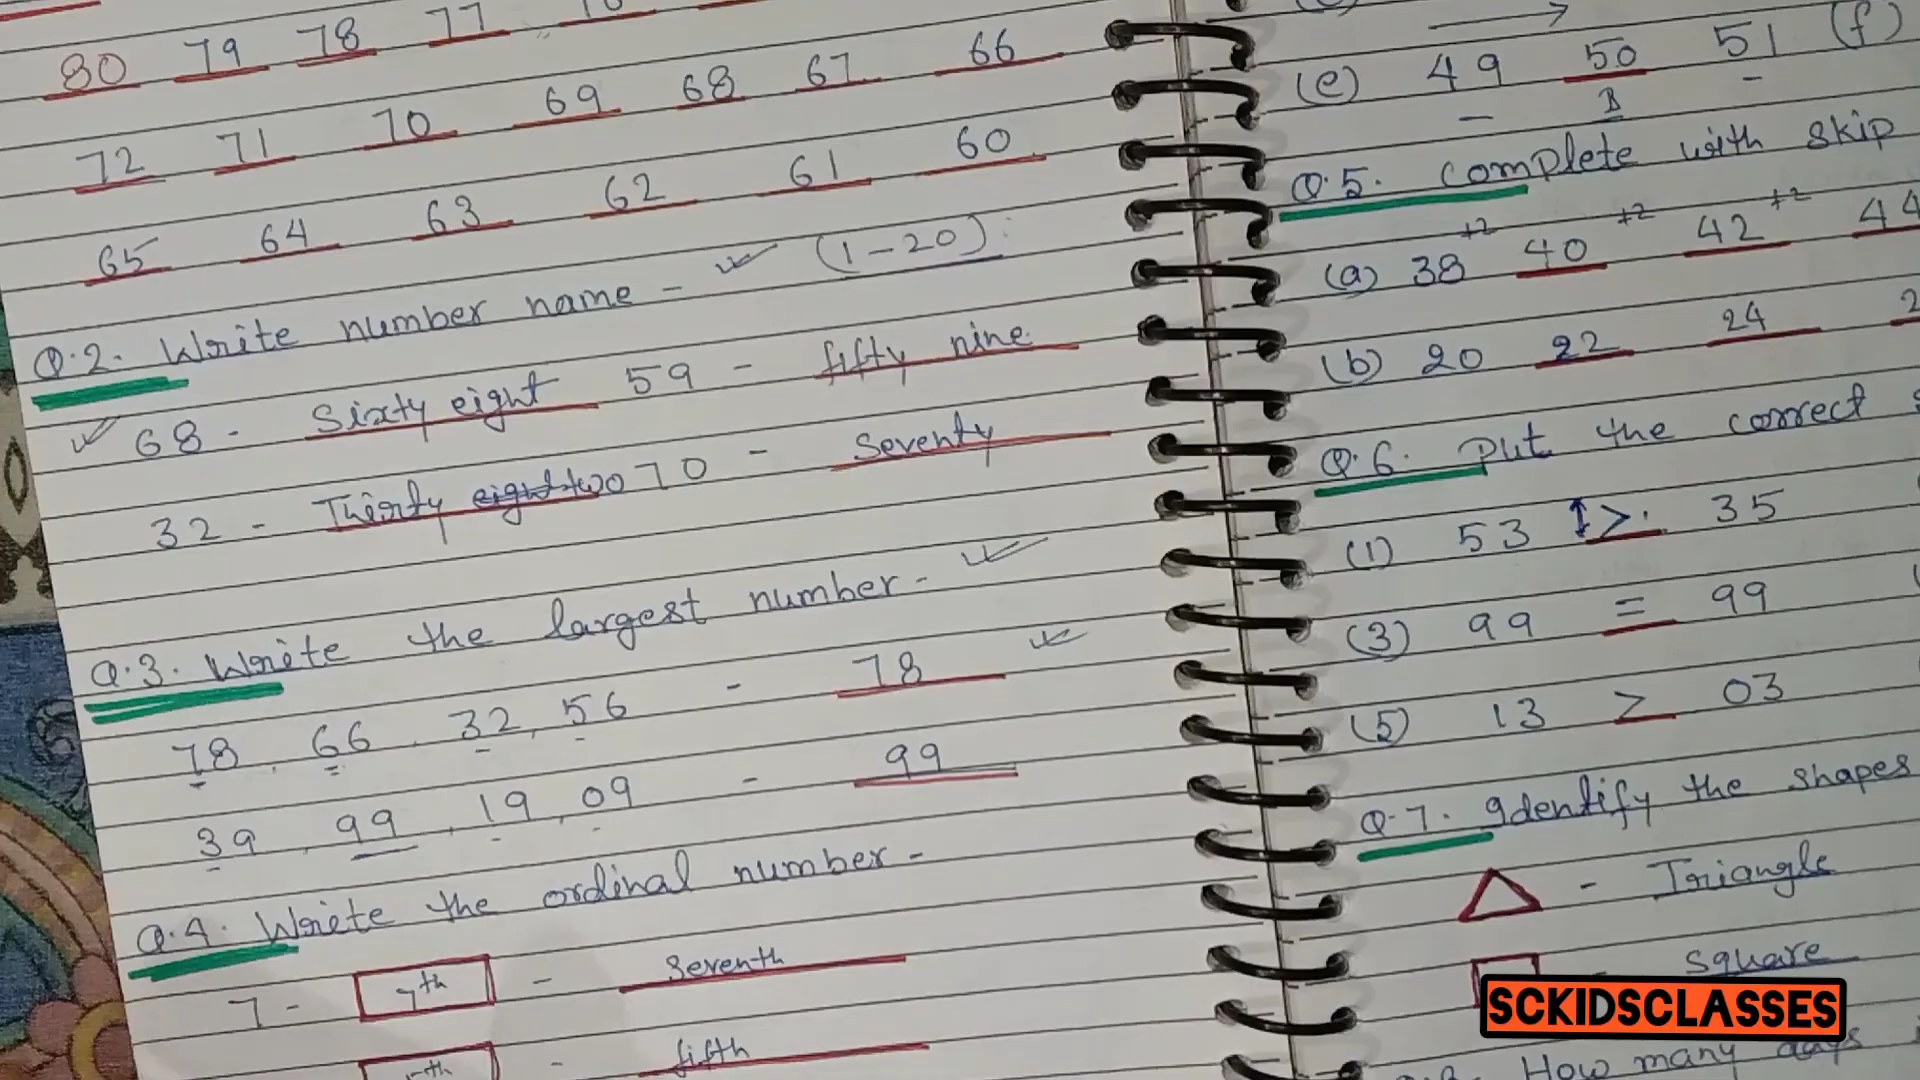 80 79 78 77
72 71 70 69 68 67 66
65 64 63 62 61 60
Q.2. Write number name - (1-20)
68 - Sixty eight 59 - fifty nine
32 - Thirty eight two 70 - Seventy
Q.3. Write the largest number -
78, 66, 32, 56 - 78
39, 99, 19, 09 - 99
Q.4. Write the ordinal number -
7 - 7th - Seventh
fifth
(e) 49 50 51 (f)
B
Q.5. Complete with skip
+2 +2 +2
(a) 38 40 42 44
(b) 20 22 24
Q.6. Put the correct
(1) 53 > 35
(3) 99 = 99
(5) 13 > 03
Q.7. Identify the shapes
- Triangle
- Square
SCKIDSCLASSES
How many days